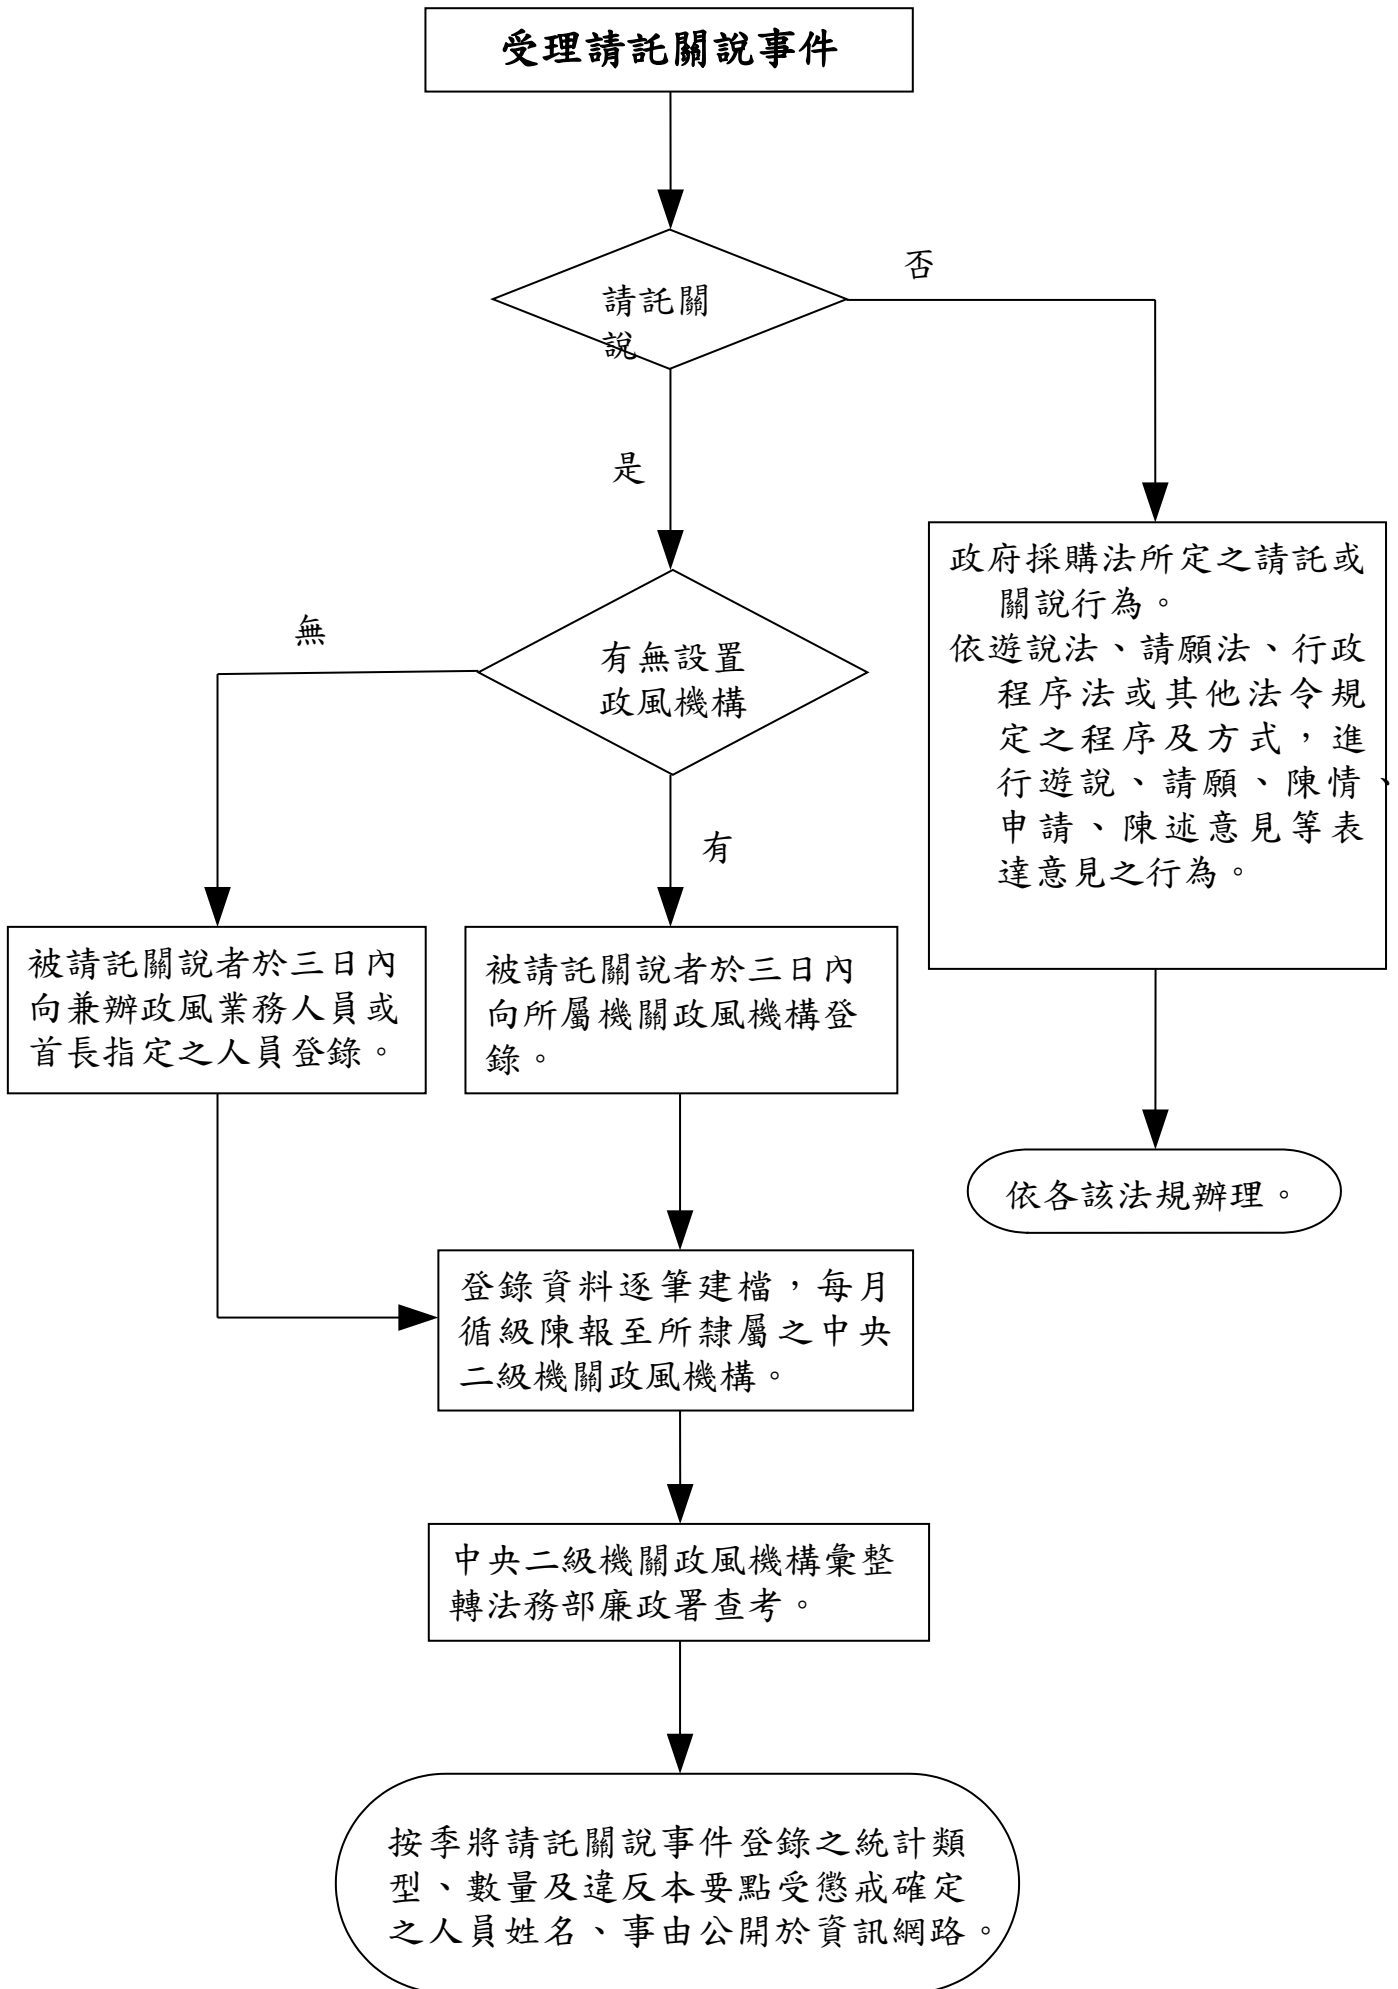 受理請託關說事件
否
請託關
說
是
政府採購法所定之請託或
關說行為。
依遊說法、請願法、行政
程序法或其他法令規
定之程序及方式，進
行遊說、請願、陳情、
申請、陳述意見等表
達意見之行為。
無
有無設置
政風機構
有
被請託關說者於三日內
向兼辦政風業務人員或
首長指定之人員登錄。
被請託關說者於三日內
向所屬機關政風機構登
錄。
依各該法規辦理。
登錄資料逐筆建檔，每月
循級陳報至所隸屬之中央
二級機關政風機構。
中央二級機關政風機構彙整
轉法務部廉政署查考。
按季將請託關說事件登錄之統計類
型、數量及違反本要點受懲戒確定
之人員姓名、事由公開於資訊網路。